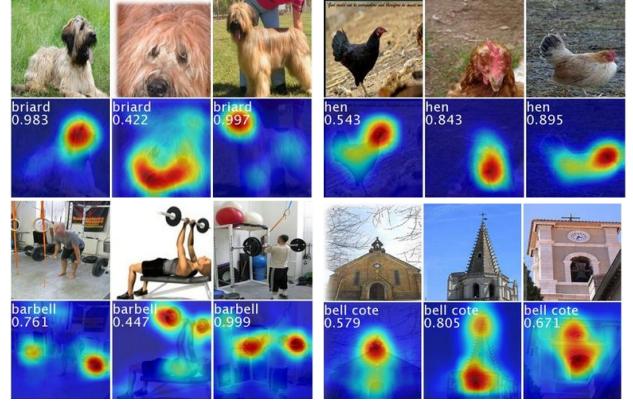 briard
0.983
briard
0.422
briard
0.997
hen
0.543
hen
0.843
hen
0.895
barbell
0.761
barbell
0.447
barbell
0.999
bell cote
0.579
bell cote
0.805
bell cote
0.671